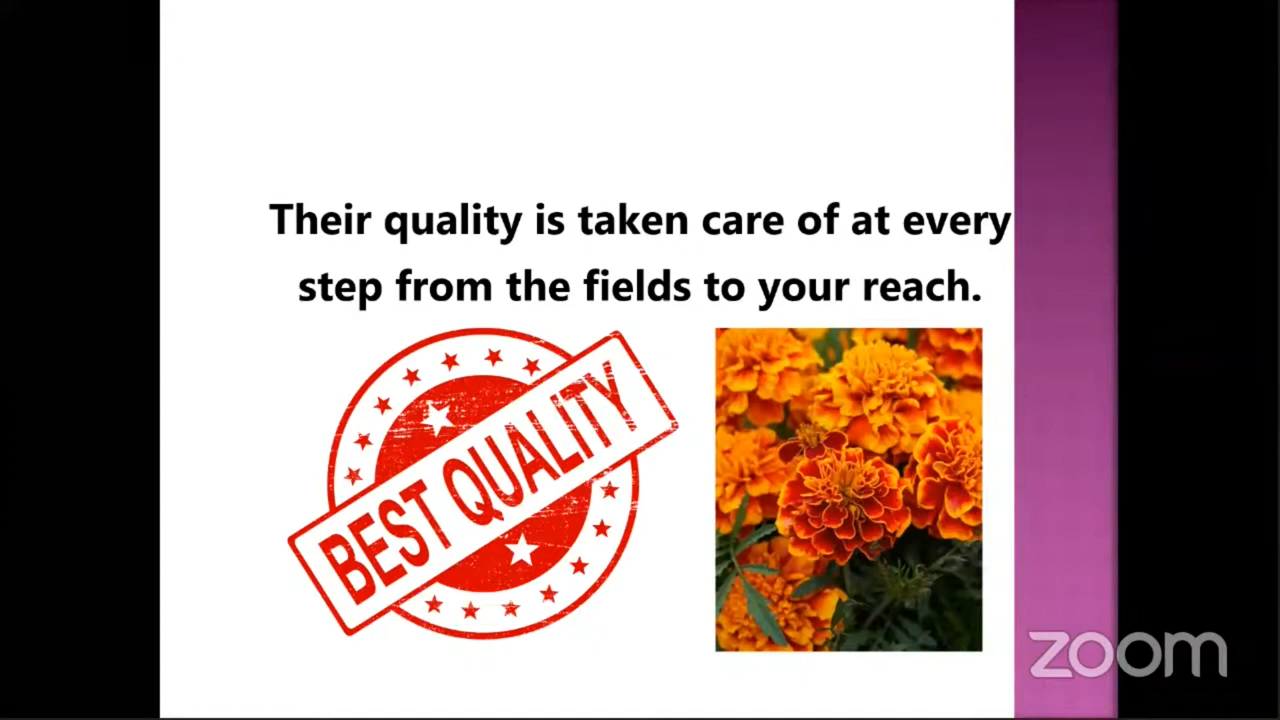 Their quality is taken care of at every
step from the fields to your reach.
BEST QUALITY
zoom